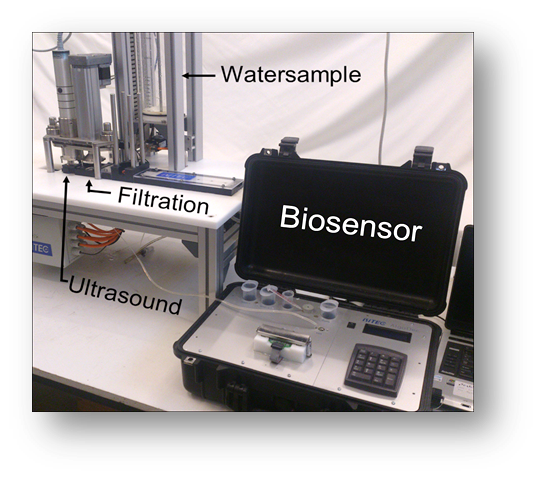 Watersample
Filtration
Biosensor
Ultrasound